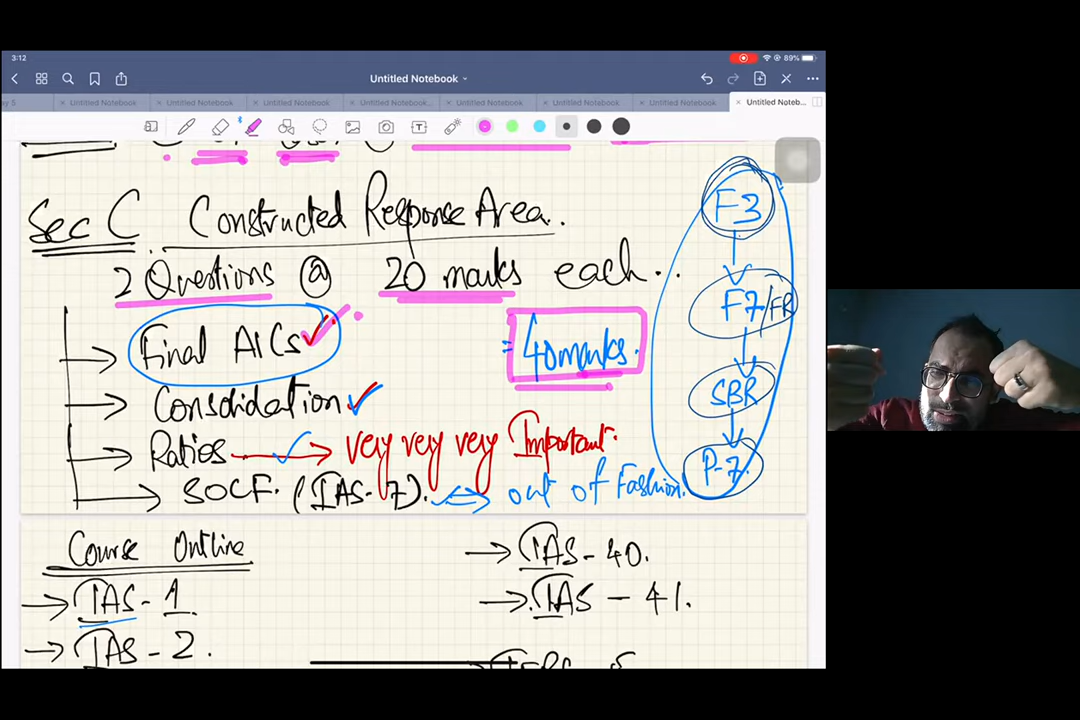 3:12
89%
Untitled Notebook
ey 5
Untitled Notebook
Untitled Notebook
Untitled Notebook
Untitled Notebook...
Untitled Notebook
Untitled Notebook
Untitled Notebook
Untitled Noteb...
Sec C Constructed Response Area.
2 Questions @ 20 marks each..
Final A/Cs
= 40 marks.
Consolidation
Ratios → very very very Important.
SOCF. (IAS-7). ⇒ out of Fashion.
F3
F7/FR
SBR
P-7.
Course Outline
→ IAS-1.
→ IAS-2.
→ IAS-40.
→ IAS-41.